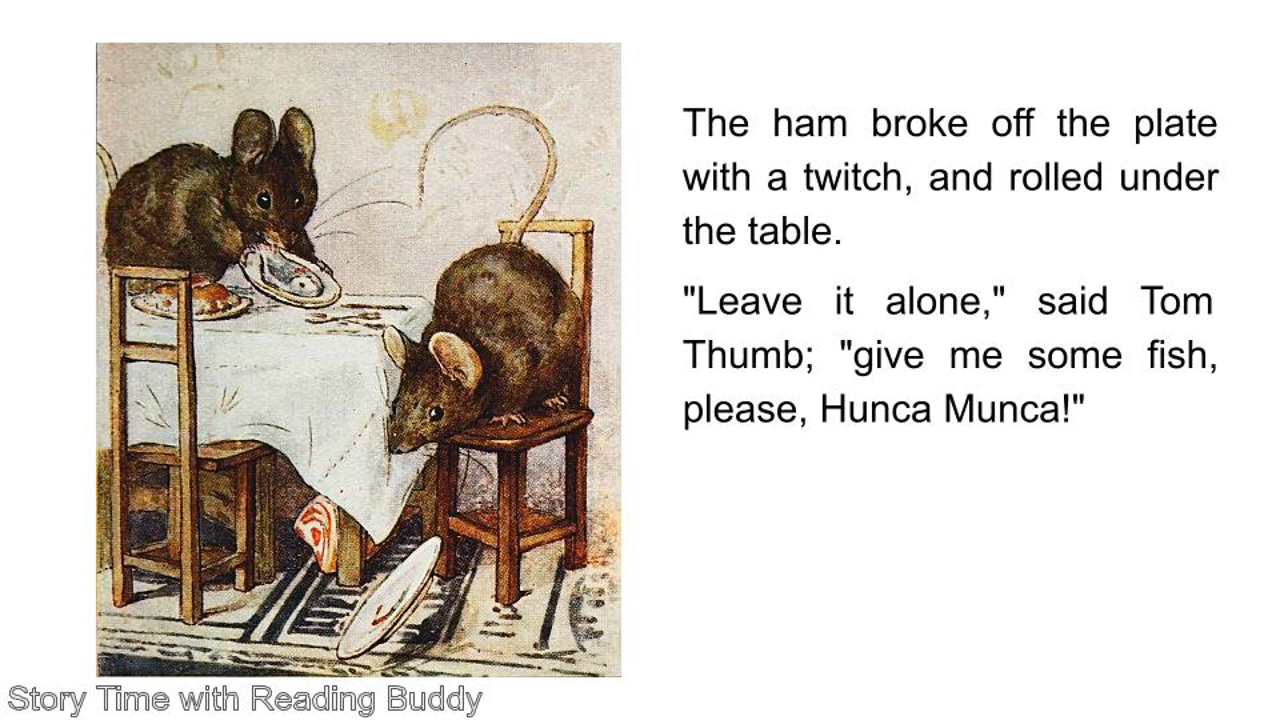 The ham broke off the plate
with a twitch, and rolled under
the table.
"Leave it alone," said Tom
Thumb; "give me some fish,
please, Hunca Munca!"
Story Time with Reading Buddy